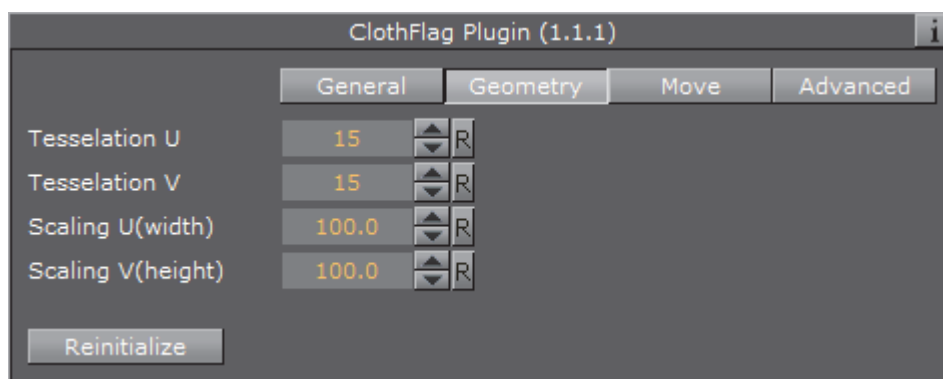 ClothFlag Plugin (1.1.1) i
General Geometry Move Advanced
Tesselation U 15 R
Tesselation V 15 R
Scaling U(width) 100.0 R
Scaling V(height) 100.0 R
Reinitialize